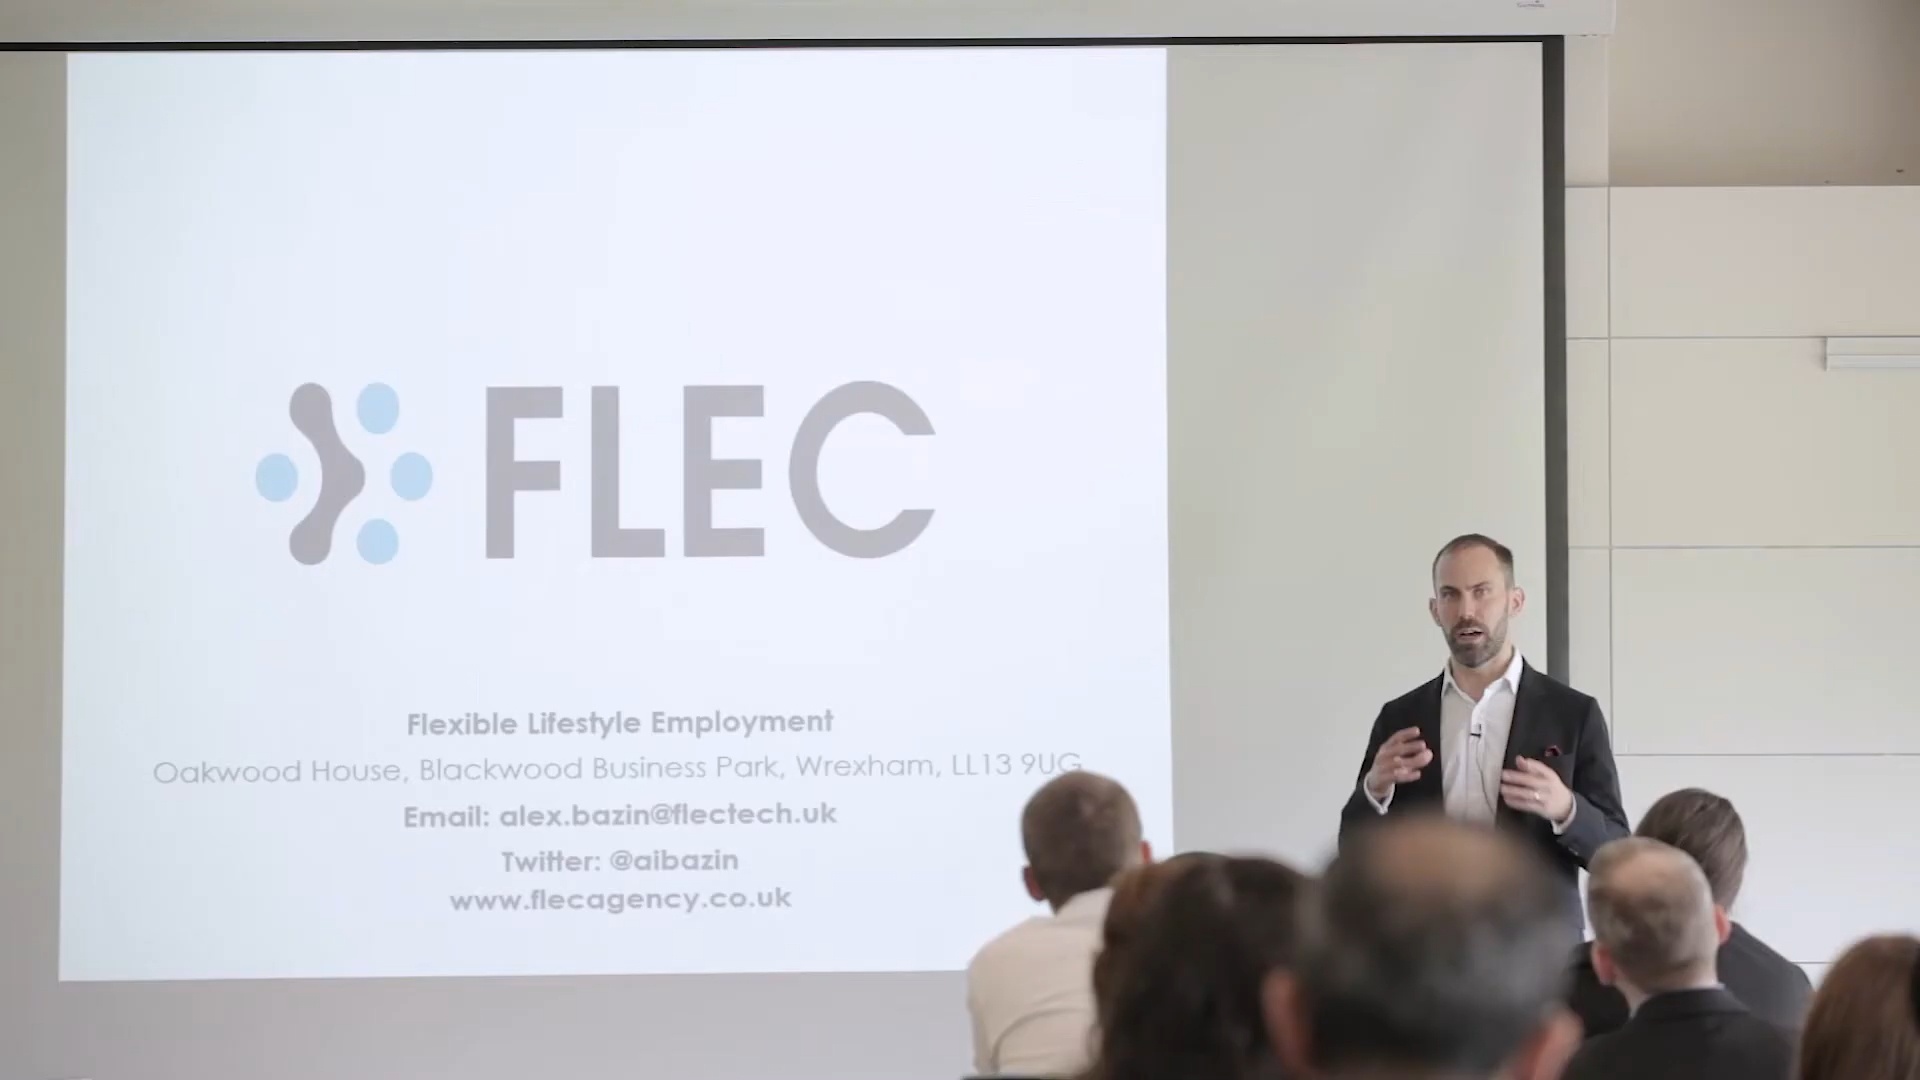 FLEC
Flexible Lifestyle Employment
Oakwood House, Blackwood Business Park, Wrexham, LL13 9UG
Email: alex.bazin@flectech.uk
Twitter: @aibazin
www.flecagency.co.uk